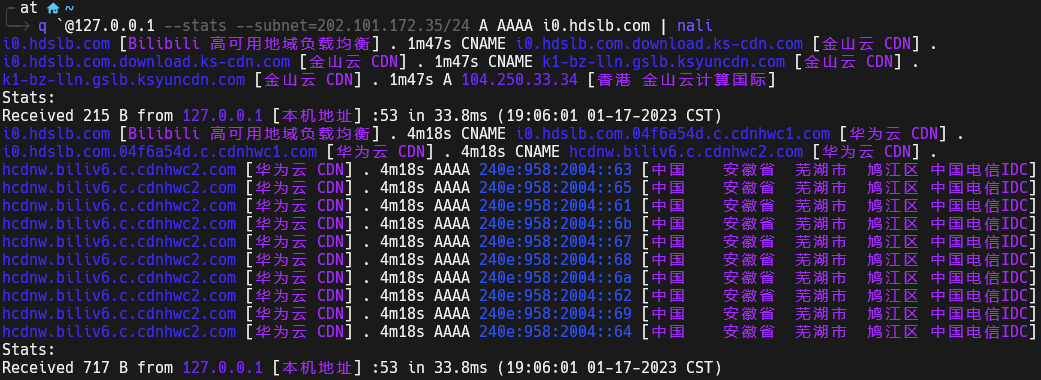 at ~
q `@127.0.0.1 --stats --subnet=202.101.172.35/24 A AAAA i0.hdslb.com | nali
i0.hdslb.com [Bilibili 高可用地域负载均衡] . 1m47s CNAME i0.hdslb.com.download.ks-cdn.com [金山云 CDN] .
i0.hdslb.com.download.ks-cdn.com [金山云 CDN] . 1m47s CNAME k1-bz-lln.gslb.ksyuncdn.com [金山云 CDN] .
k1-bz-lln.gslb.ksyuncdn.com [金山云 CDN] . 1m47s A 104.250.33.34 [香港 金山云计算国际]
Stats:
Received 215 B from 127.0.0.1 [本机地址] :53 in 33.8ms (19:06:01 01-17-2023 CST)
i0.hdslb.com [Bilibili 高可用地域负载均衡] . 4m18s CNAME i0.hdslb.com.04f6a54d.c.cdnhwc1.com [华为云 CDN] .
i0.hdslb.com.04f6a54d.c.cdnhwc1.com [华为云 CDN] . 4m18s CNAME hcdnw.biliv6.c.cdnhwc2.com [华为云 CDN] .
hcdnw.biliv6.c.cdnhwc2.com [华为云 CDN] . 4m18s AAAA 240e:958:2004::63 [中国 安徽省 芜湖市 鸠江区 中国电信IDC]
hcdnw.biliv6.c.cdnhwc2.com [华为云 CDN] . 4m18s AAAA 240e:958:2004::65 [中国 安徽省 芜湖市 鸠江区 中国电信IDC]
hcdnw.biliv6.c.cdnhwc2.com [华为云 CDN] . 4m18s AAAA 240e:958:2004::61 [中国 安徽省 芜湖市 鸠江区 中国电信IDC]
hcdnw.biliv6.c.cdnhwc2.com [华为云 CDN] . 4m18s AAAA 240e:958:2004::6b [中国 安徽省 芜湖市 鸠江区 中国电信IDC]
hcdnw.biliv6.c.cdnhwc2.com [华为云 CDN] . 4m18s AAAA 240e:958:2004::67 [中国 安徽省 芜湖市 鸠江区 中国电信IDC]
hcdnw.biliv6.c.cdnhwc2.com [华为云 CDN] . 4m18s AAAA 240e:958:2004::68 [中国 安徽省 芜湖市 鸠江区 中国电信IDC]
hcdnw.biliv6.c.cdnhwc2.com [华为云 CDN] . 4m18s AAAA 240e:958:2004::6a [中国 安徽省 芜湖市 鸠江区 中国电信IDC]
hcdnw.biliv6.c.cdnhwc2.com [华为云 CDN] . 4m18s AAAA 240e:958:2004::62 [中国 安徽省 芜湖市 鸠江区 中国电信IDC]
hcdnw.biliv6.c.cdnhwc2.com [华为云 CDN] . 4m18s AAAA 240e:958:2004::69 [中国 安徽省 芜湖市 鸠江区 中国电信IDC]
hcdnw.biliv6.c.cdnhwc2.com [华为云 CDN] . 4m18s AAAA 240e:958:2004::64 [中国 安徽省 芜湖市 鸠江区 中国电信IDC]
Stats:
Received 717 B from 127.0.0.1 [本机地址] :53 in 33.8ms (19:06:01 01-17-2023 CST)